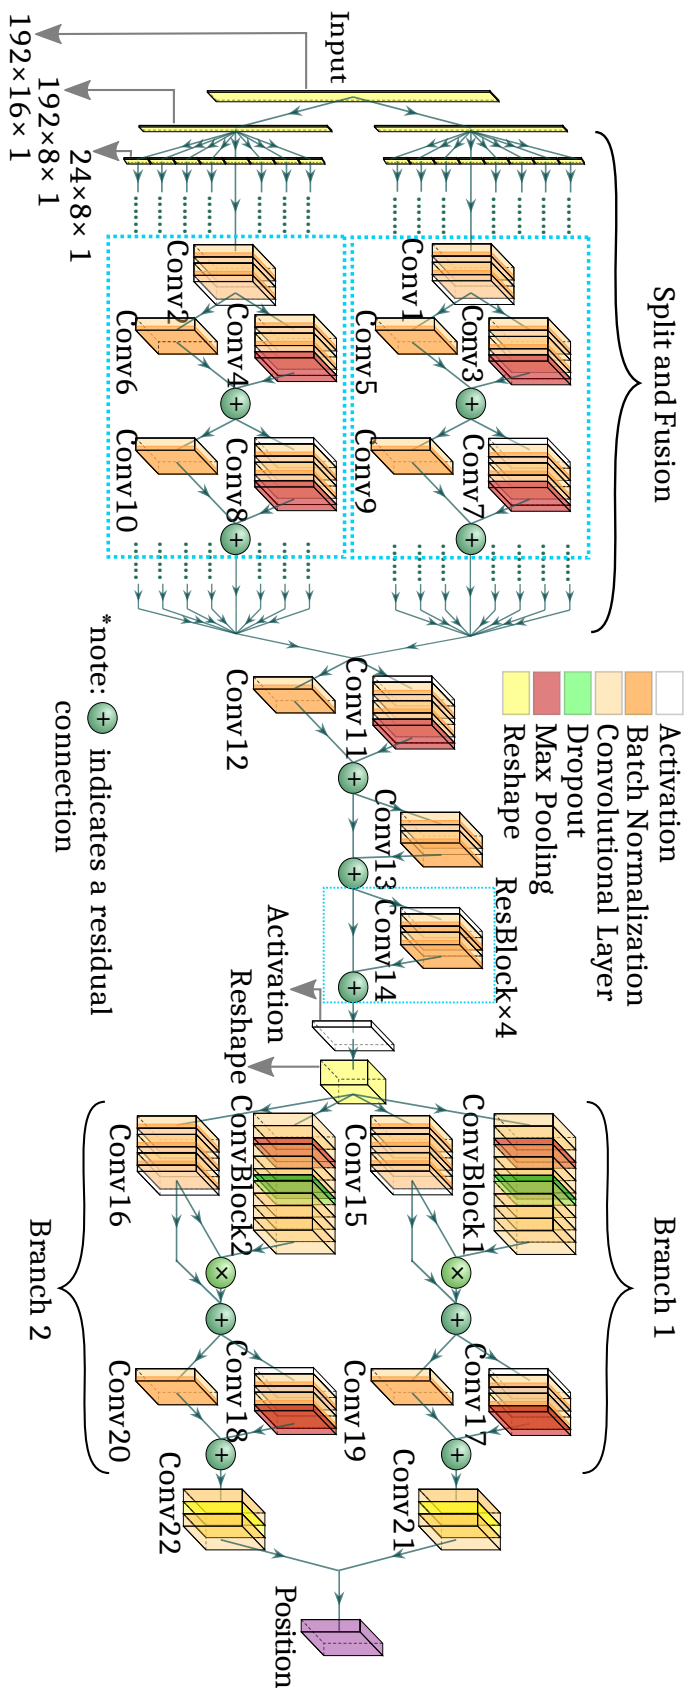 Input
192×16×1
192×8×1
24×8×1
Split and Fusion
Conv1
Conv2
Conv3
Conv4
Conv5
Conv6
Conv7
Conv8
Conv9
Conv10
Activation
Batch Normalization
Convolutional Layer
Dropout
Max Pooling
Reshape
*note: + indicates a residual
connection
Conv11
Conv12
Conv13
ResBlock×4
Conv14
Activation
Reshape
Branch 1
ConvBlock1
Conv15
ConvBlock2
Conv16
Branch 2
Conv17
Conv19
Conv18
Conv20
Conv21
Conv22
Position